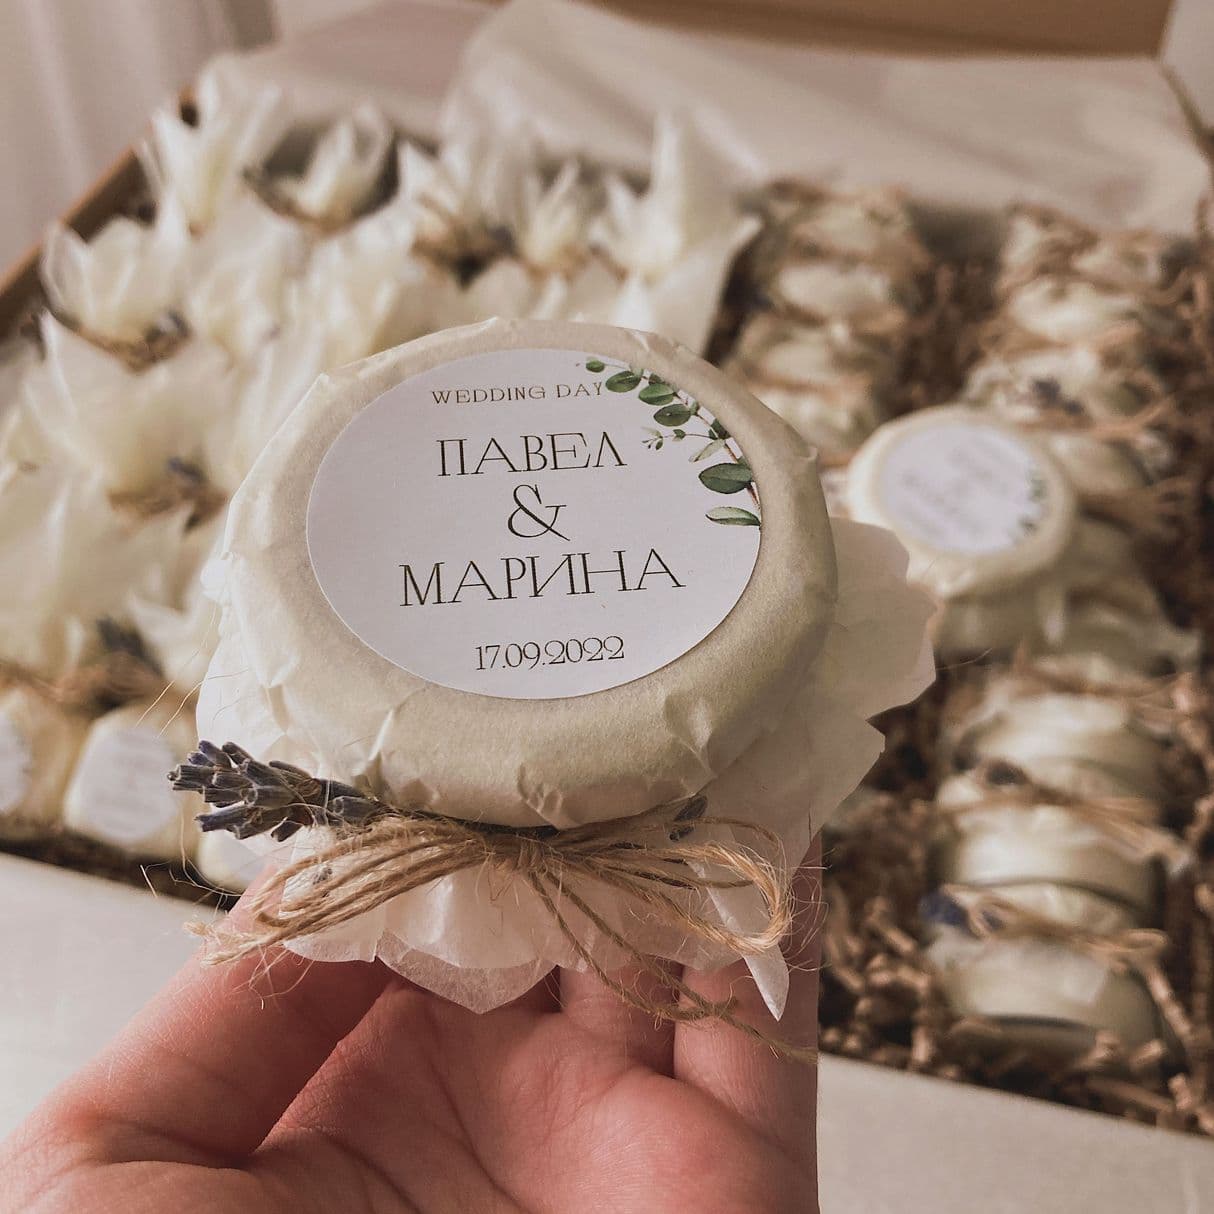 WEDDING DAY
ПАВЕЛ
&
МАРИНА
17.09.2022